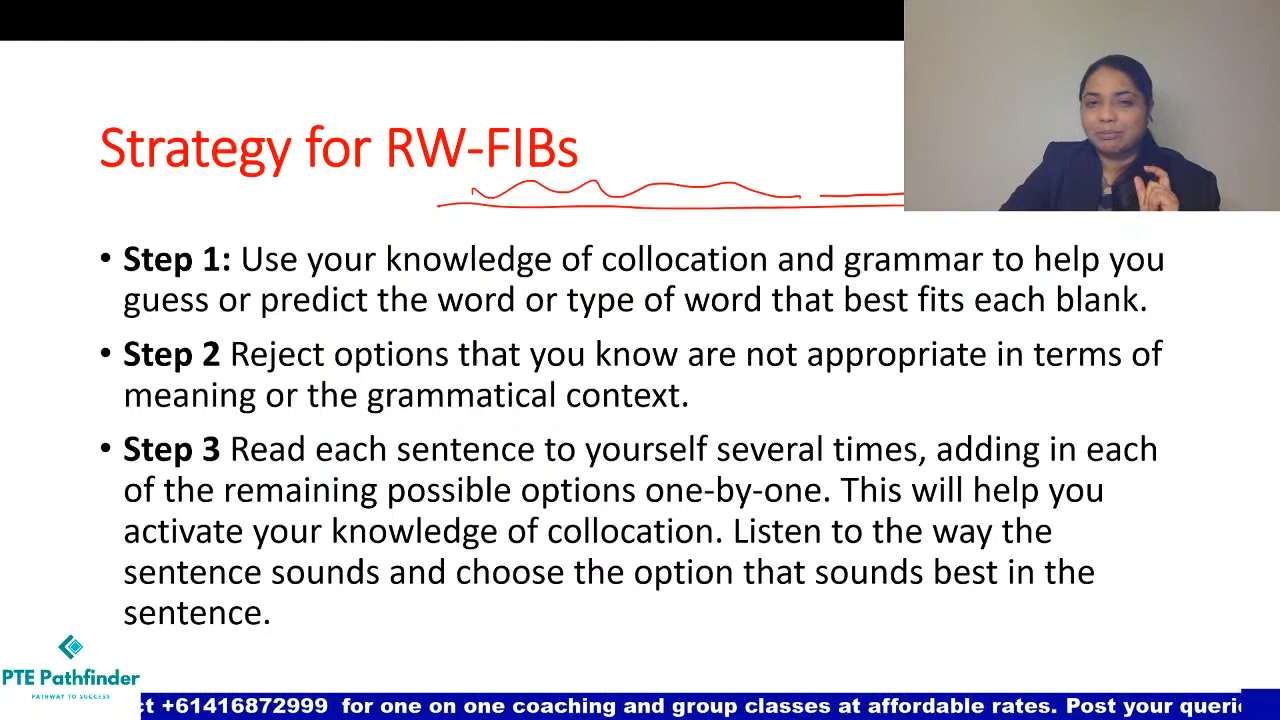 Strategy for RW-FIBs
• Step 1: Use your knowledge of collocation and grammar to help you
guess or predict the word or type of word that best fits each blank.
• Step 2 Reject options that you know are not appropriate in terms of
meaning or the grammatical context.
• Step 3 Read each sentence to yourself several times, adding in each
of the remaining possible options one-by-one. This will help you
activate your knowledge of collocation. Listen to the way the
sentence sounds and choose the option that sounds best in the
sentence.
PTE Pathfinder
PATHWAY TO SUCCESS
+61416872999 for one on one coaching and group classes at affordable rates. Post your